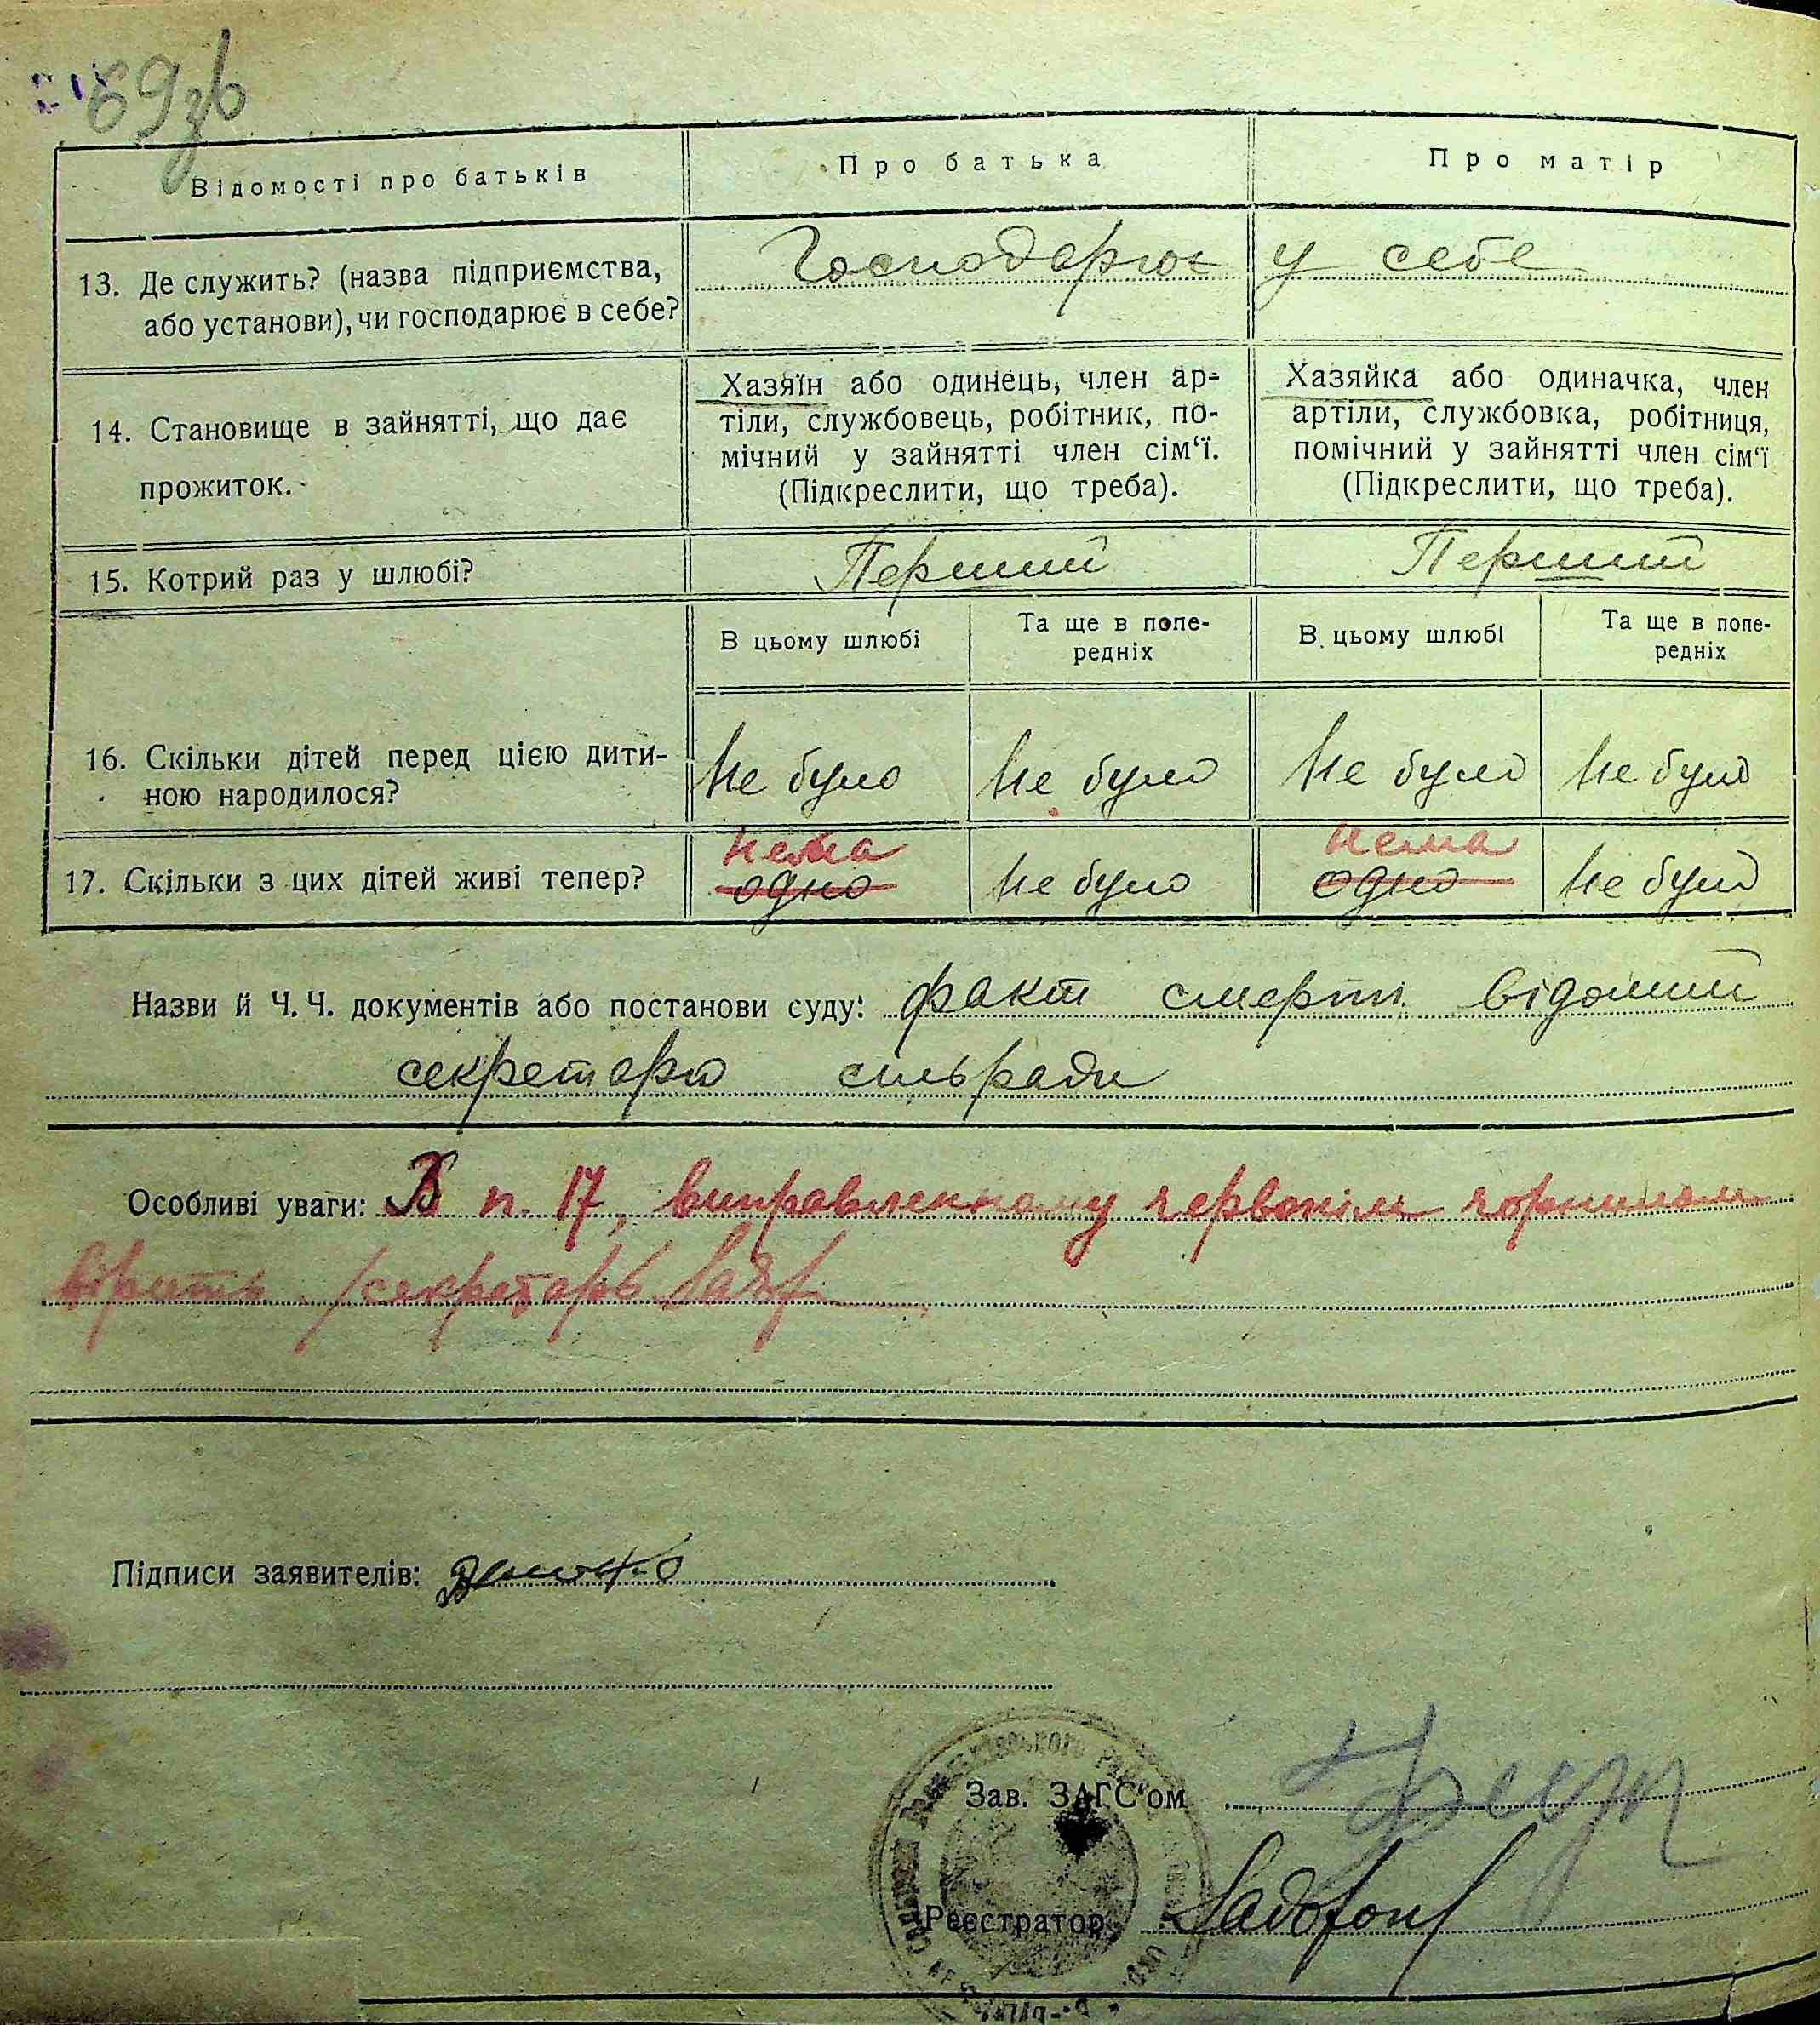 69зв
Відомості про батьків
Про батька
Про матір
13. Де служить? (назва підприємства,
або установи), чи господарює в себе?
Господарює у себе
14. Становище в зайнятті, що дає
прожиток.
Хазяїн або одинець, член ар-
тіли, службовець, робітник, по-
мічний у зайнятті член сім‘ї.
(Підкреслити, що треба).
Хазяйка або одиначка, член
артіли, службовка, робітниця,
помічний у зайнятті член сім‘ї
(Підкреслити, що треба).
15. Котрий раз у шлюбі?
Перший
Перший
В цьому шлюбі
Та ще в попе-
редніх
В цьому шлюбі
Та ще в попе-
редніх
16. Скільки дітей перед цією дити-
ною народилося?
Не було
Не було
Не було
Не було
17. Скільки з цих дітей живі тепер?
нема
одно
Не було
нема
одно
Не було
Назви й Ч. Ч. документів або постанови суду: факт смерти відомий
секретарю сильради
Особливі уваги: В п. 17, виправленному червонім чорнилом
вірить /секретарь
Підписи заявителів:
Зав. ЗАГС‘ом
Реєстратор